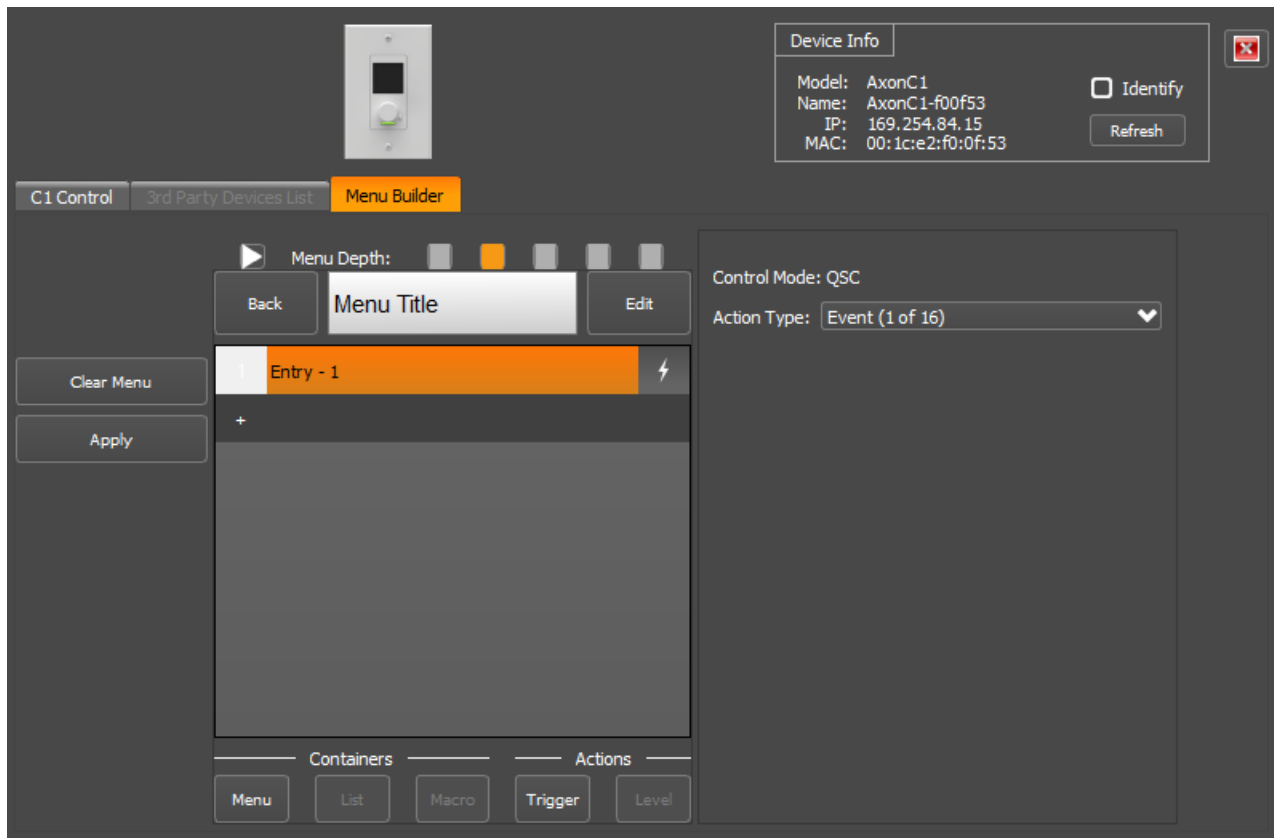 Device Info
Model: AxonC1
Name: AxonC1-f00f53
IP: 169.254.84.15
MAC: 00:1c:e2:f0:0f:53
Identify
Refresh
C1 Control 3rd Party Devices List Menu Builder
Menu Depth:
Back Menu Title Edit
1 Entry - 1
+
Clear Menu
Apply
Control Mode: QSC
Action Type: Event (1 of 16)
Containers Actions
Menu List Macro Trigger Level